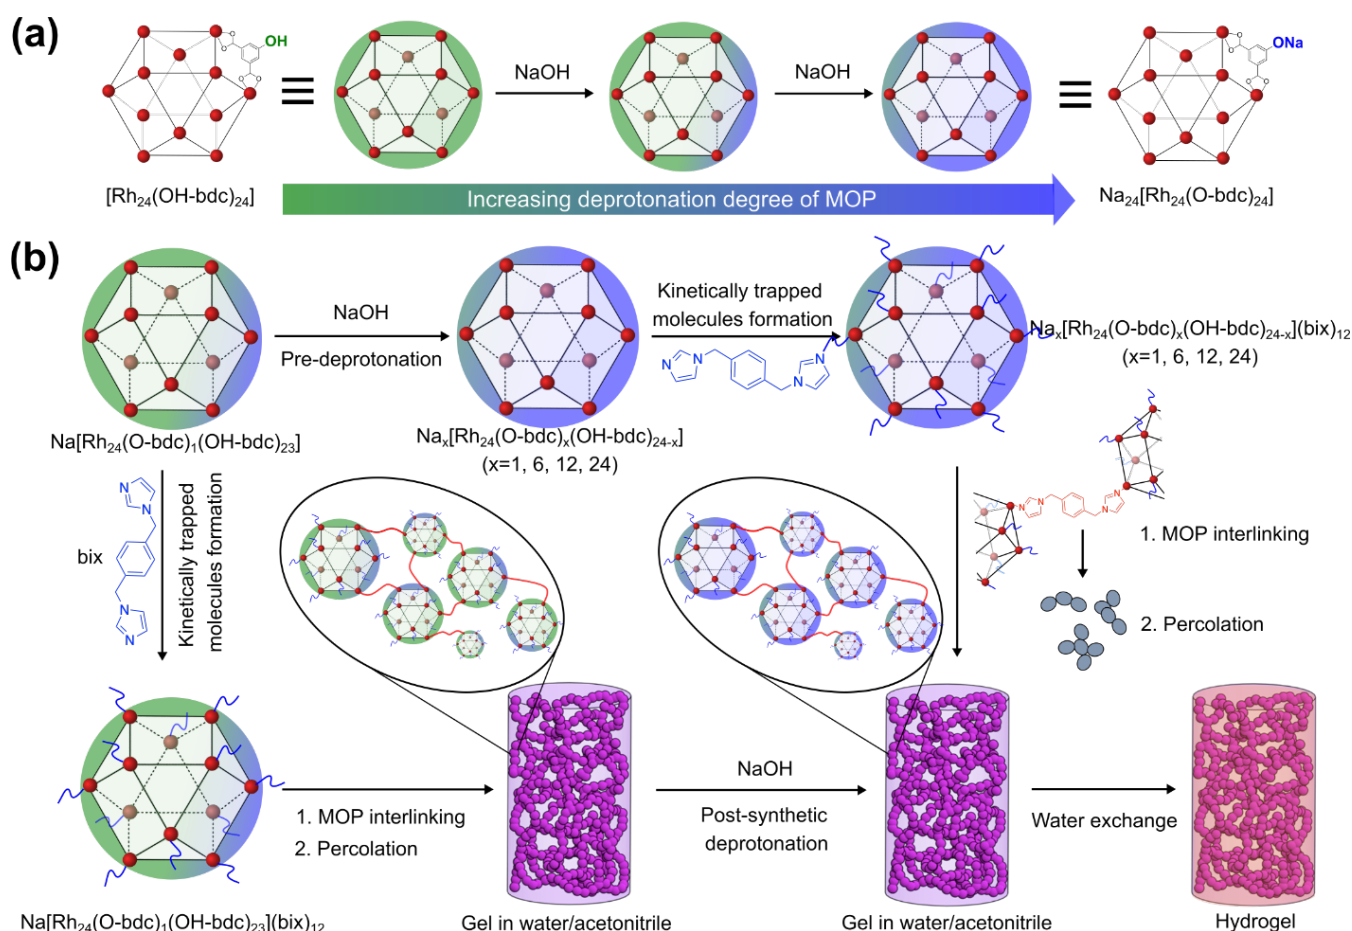 (a)
OH
NaOH
NaOH
ONa
[Rh24(OH-bdc)24]
Increasing deprotonation degree of MOP
Na24[Rh24(O-bdc)24]
(b)
NaOH
Pre-deprotonation
Kinetically trapped
molecules formation
N
N
N
N
Nax[Rh24(O-bdc)x(OH-bdc)24-x](bix)12
(x=1, 6, 12, 24)
Na[Rh24(O-bdc)1(OH-bdc)23]
Nax[Rh24(O-bdc)x(OH-bdc)24-x]
(x=1, 6, 12, 24)
N
N
bix
N
N
Kinetically trapped
molecules formation
N
N
N
N
1. MOP interlinking
2. Percolation
1. MOP interlinking
2. Percolation
NaOH
Post-synthetic
deprotonation
Water exchange
Na[Rh24(O-bdc)1(OH-bdc)23](bix)12
Gel in water/acetonitrile
Gel in water/acetonitrile
Hydrogel